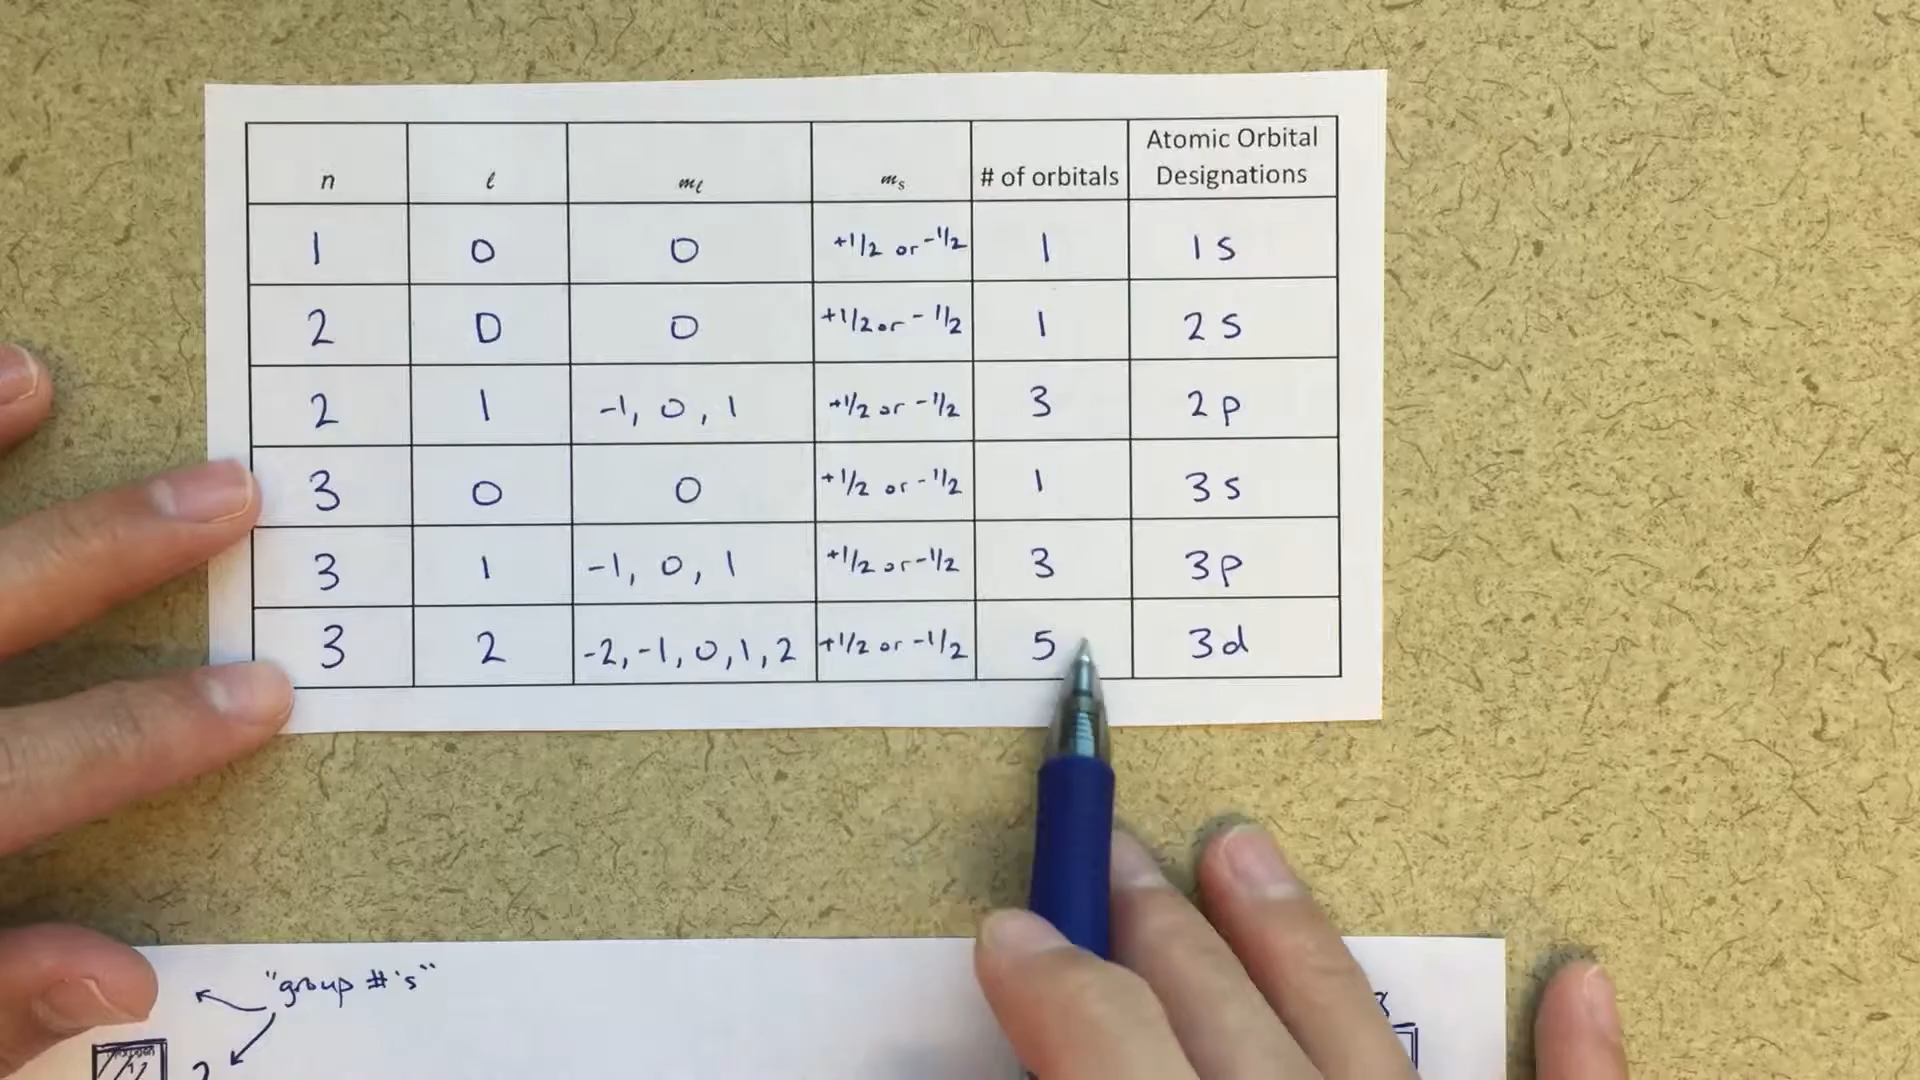 n ℓ mℓ ms # of orbitals Atomic Orbital Designations
1 0 0 +1/2 or -1/2 1 1s
2 0 0 +1/2 or - 1/2 1 2s
2 1 -1, 0, 1 +1/2 or -1/2 3 2p
3 0 0 +1/2 or -1/2 1 3s
3 1 -1, 0, 1 +1/2 or -1/2 3 3p
3 2 -2, -1, 0, 1, 2 +1/2 or -1/2 5 3d
"group #'s"